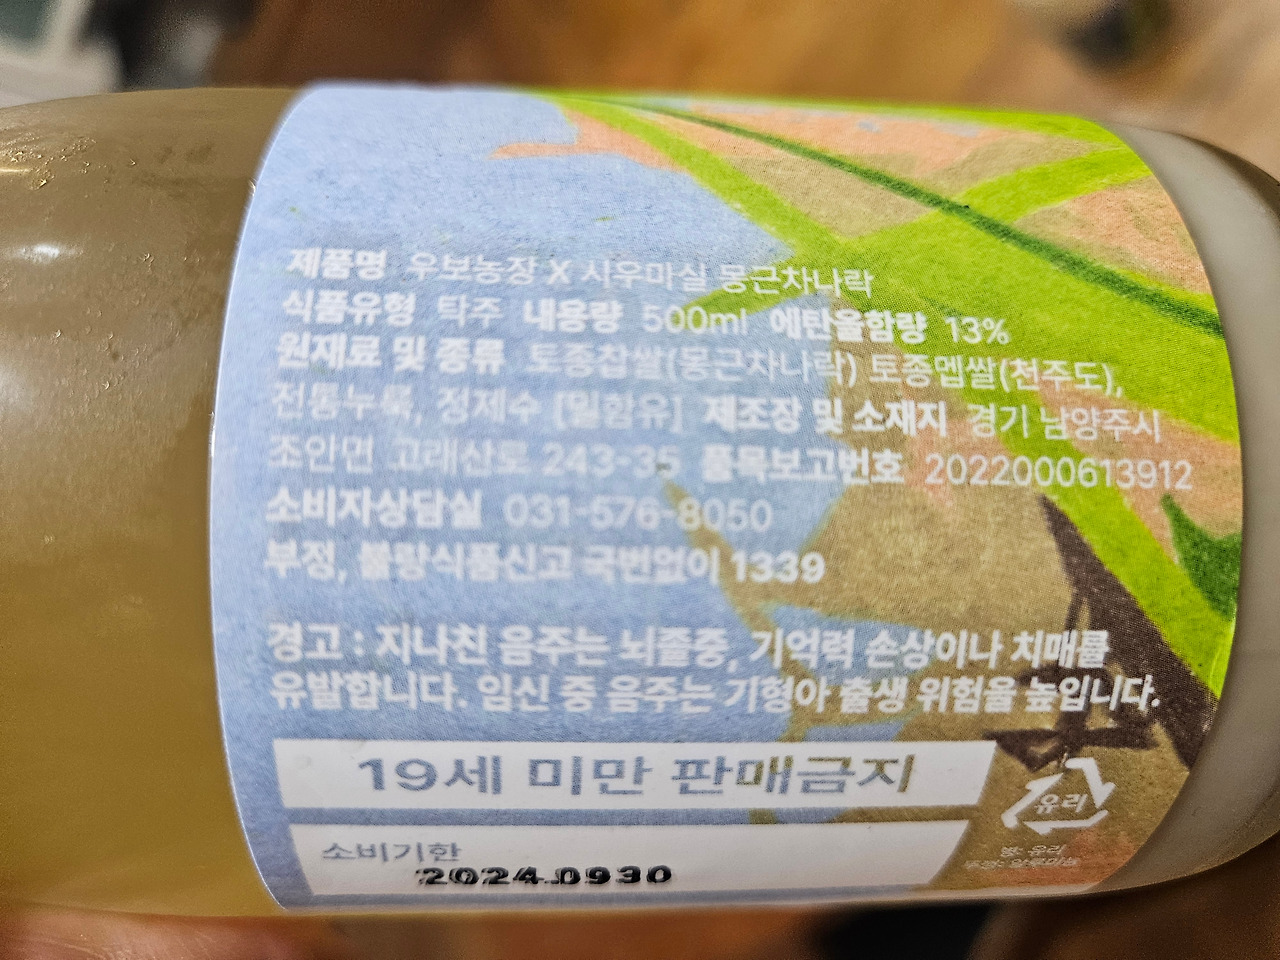 제품명 우보농장 X 시우마실 몽근차나락
식품유형 탁주 내용량 500ml 에탄올함량 13%
원재료 및 종류 토종찹쌀(몽근차나락) 토종멥쌀(천주도),
전통누룩, 정제수 [밀함유] 제조장 및 소재지 경기 남양주시
조안면 고래산로 243-35 품목보고번호 2022000613912
소비자상담실 031-576-8050
부정, 불량식품신고 국번없이 1339
경고 : 지나친 음주는 뇌졸중, 기억력 손상이나 치매를
유발합니다. 임신 중 음주는 기형아 출생 위험을 높입니다.
19세 미만 판매금지
유리
병: 유리
소비기한
2024.0930